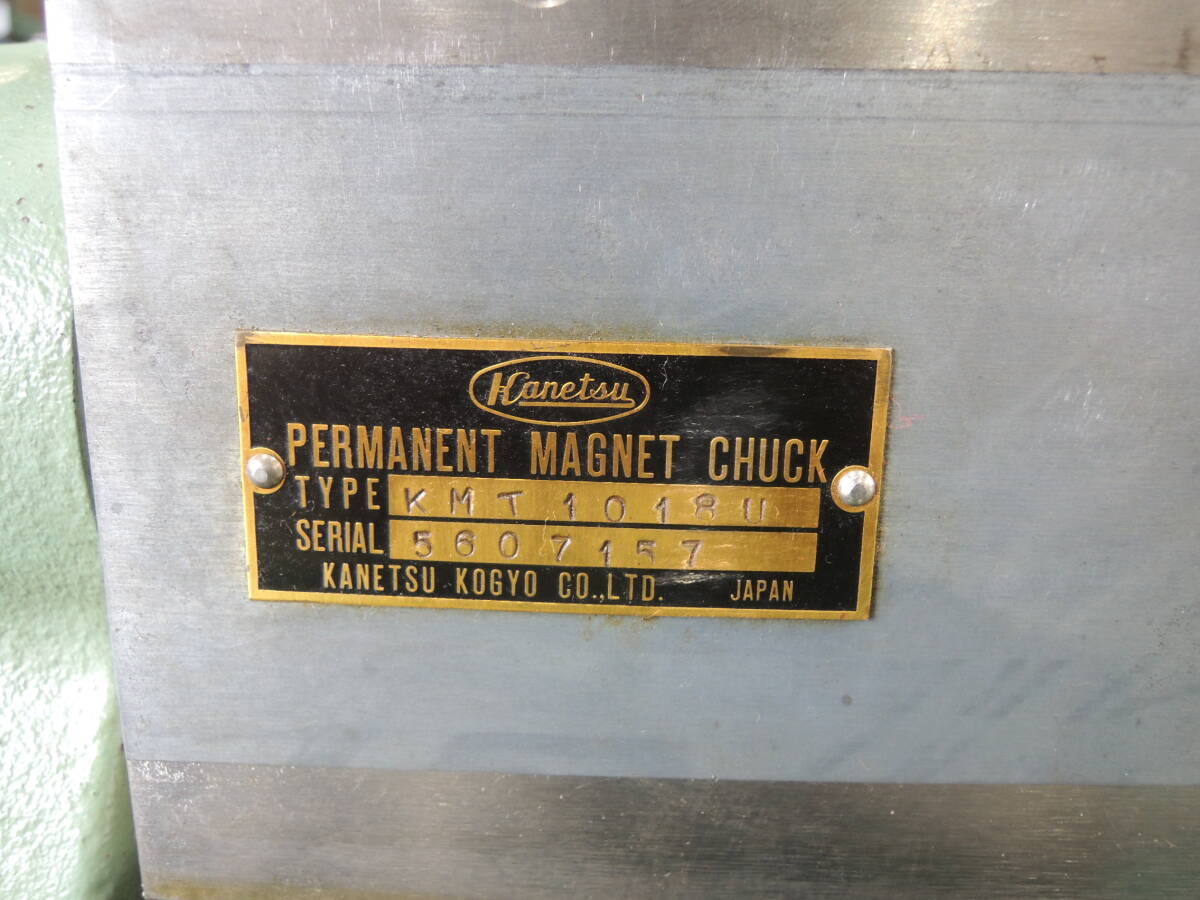 Kanetsu
PERMANENT MAGNET CHUCK
TYPE KMT 1018U
SERIAL 5607157
KANETSU KOGYO CO.,LTD. JAPAN